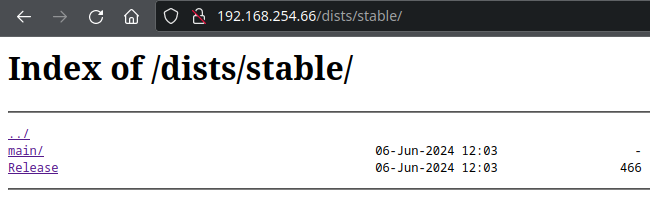 192.168.254.66/dists/stable/
Index of /dists/stable/
../
main/ 06-Jun-2024 12:03 -
Release 06-Jun-2024 12:03 466